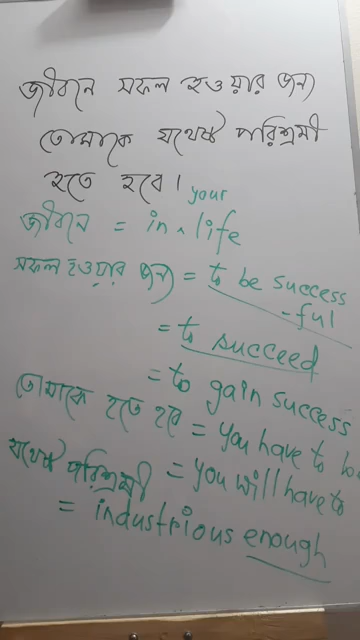 জীবনে সফল হওয়ার জন্য
তোমাকে যথেষ্ট পরিশ্রমী
হতে হবে।
your
জীবনে = in ‸ life
সফল হওয়ার জন্য = to be success
-ful
= to succeed
= to gain success
তোমাকে হতে হবে = you have to
= you will have to
যথেষ্ট পরিশ্রমী
= industrious enough